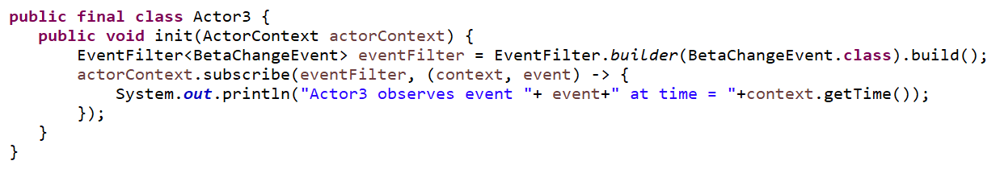 public final class Actor3 {
   public void init(ActorContext actorContext) {
      EventFilter<BetaChangeEvent> eventFilter = EventFilter.builder(BetaChangeEvent.class).build();
      actorContext.subscribe(eventFilter, (context, event) -> {
         System.out.println("Actor3 observes event "+ event+" at time = "+context.getTime());
      });
   }
}